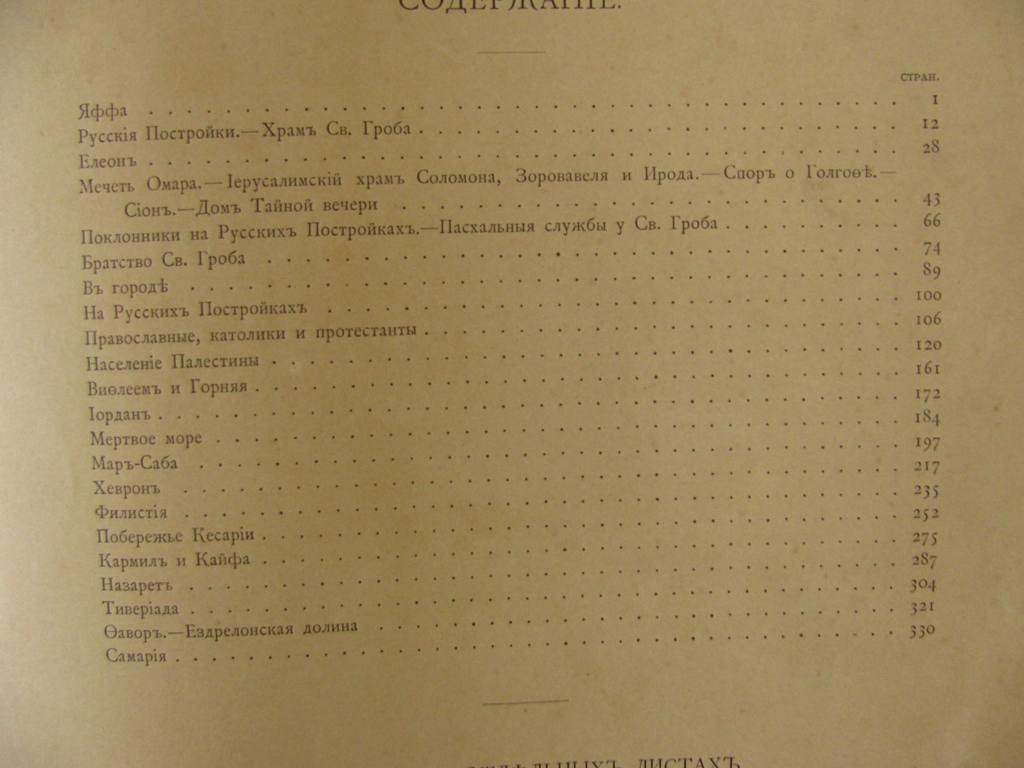 СОДЕРЖАНІЕ.
СТРАН.
Яффа . . . . . . . . . . 1
Русскія Постройки.—Храмъ Св. Гроба . . . . . . . . . . 12
Елеонъ . . . . . . . . . . 28
Мечеть Омара.—Іерусалимскій храмъ Соломона, Зоровавеля и Ирода.—Споръ о Голгоѳѣ.—
Сіонъ.—Домъ Тайной вечери . . . . . . . . . . 43
Поклонники на Русскихъ Постройкахъ.—Пасхальныя службы у Св. Гроба . . . . . . . . . . 66
Братство Св. Гроба . . . . . . . . . . 74
Въ городѣ . . . . . . . . . . 89
На Русскихъ Постройкахъ . . . . . . . . . . 100
Православные, католики и протестанты . . . . . . . . . . 106
Населеніе Палестины . . . . . . . . . . 120
Виѳлеемъ и Горняя . . . . . . . . . . 161
Іорданъ . . . . . . . . . . 172
Мертвое море . . . . . . . . . . 184
Маръ-Саба . . . . . . . . . . 197
Хевронъ . . . . . . . . . . 217
Филистія . . . . . . . . . . 235
Побережье Кесаріи . . . . . . . . . . 252
Кармилъ и Кайфа . . . . . . . . . . 275
Назаретъ . . . . . . . . . . 287
Тиверіада . . . . . . . . . . 304
Ѳаворъ.—Ездрелонская долина . . . . . . . . . . 321
Самарія . . . . . . . . . . 330
ОТДѢЛЬНЫХЪ ЛИСТАХЪ